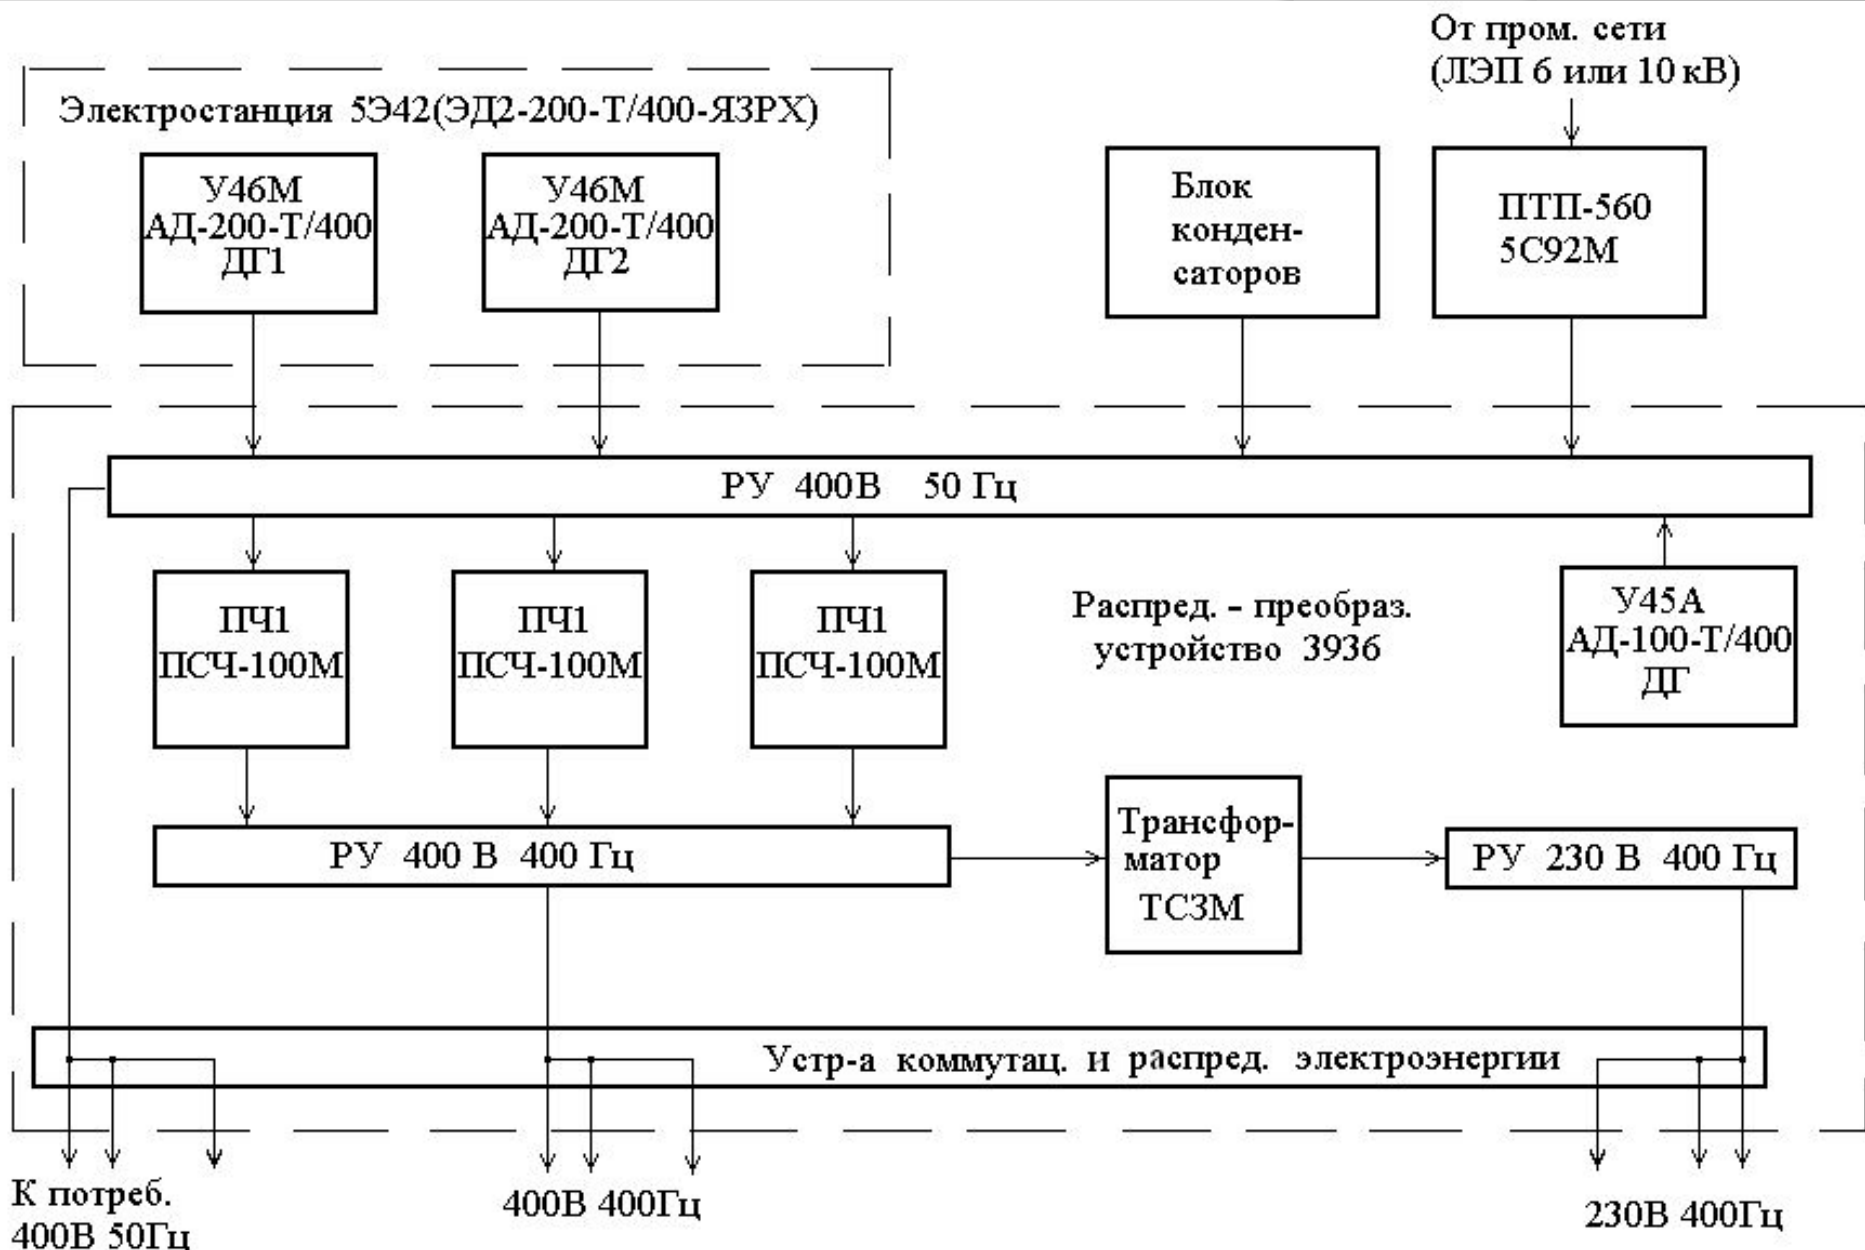 От пром. сети
(ЛЭП 6 или 10 кВ)
Электростанция 5Э42(ЭД2-200-Т/400-ЯЗРХ)
У46М
АД-200-Т/400
ДГ1
У46М
АД-200-Т/400
ДГ2
Блок
конден-
саторов
ПТП-560
5С92М
РУ 400В 50 Гц
ПЧ1
ПСЧ-100М
ПЧ1
ПСЧ-100М
ПЧ1
ПСЧ-100М
Распред. - преобраз.
устройство 3936
У45А
АД-100-Т/400
ДГ
РУ 400 В 400 Гц
Трансфор-
матор
ТСЗМ
РУ 230 В 400 Гц
Устр-а коммутац. и распред. электроэнергии
К потреб.
400В 50Гц
400В 400Гц
230В 400Гц